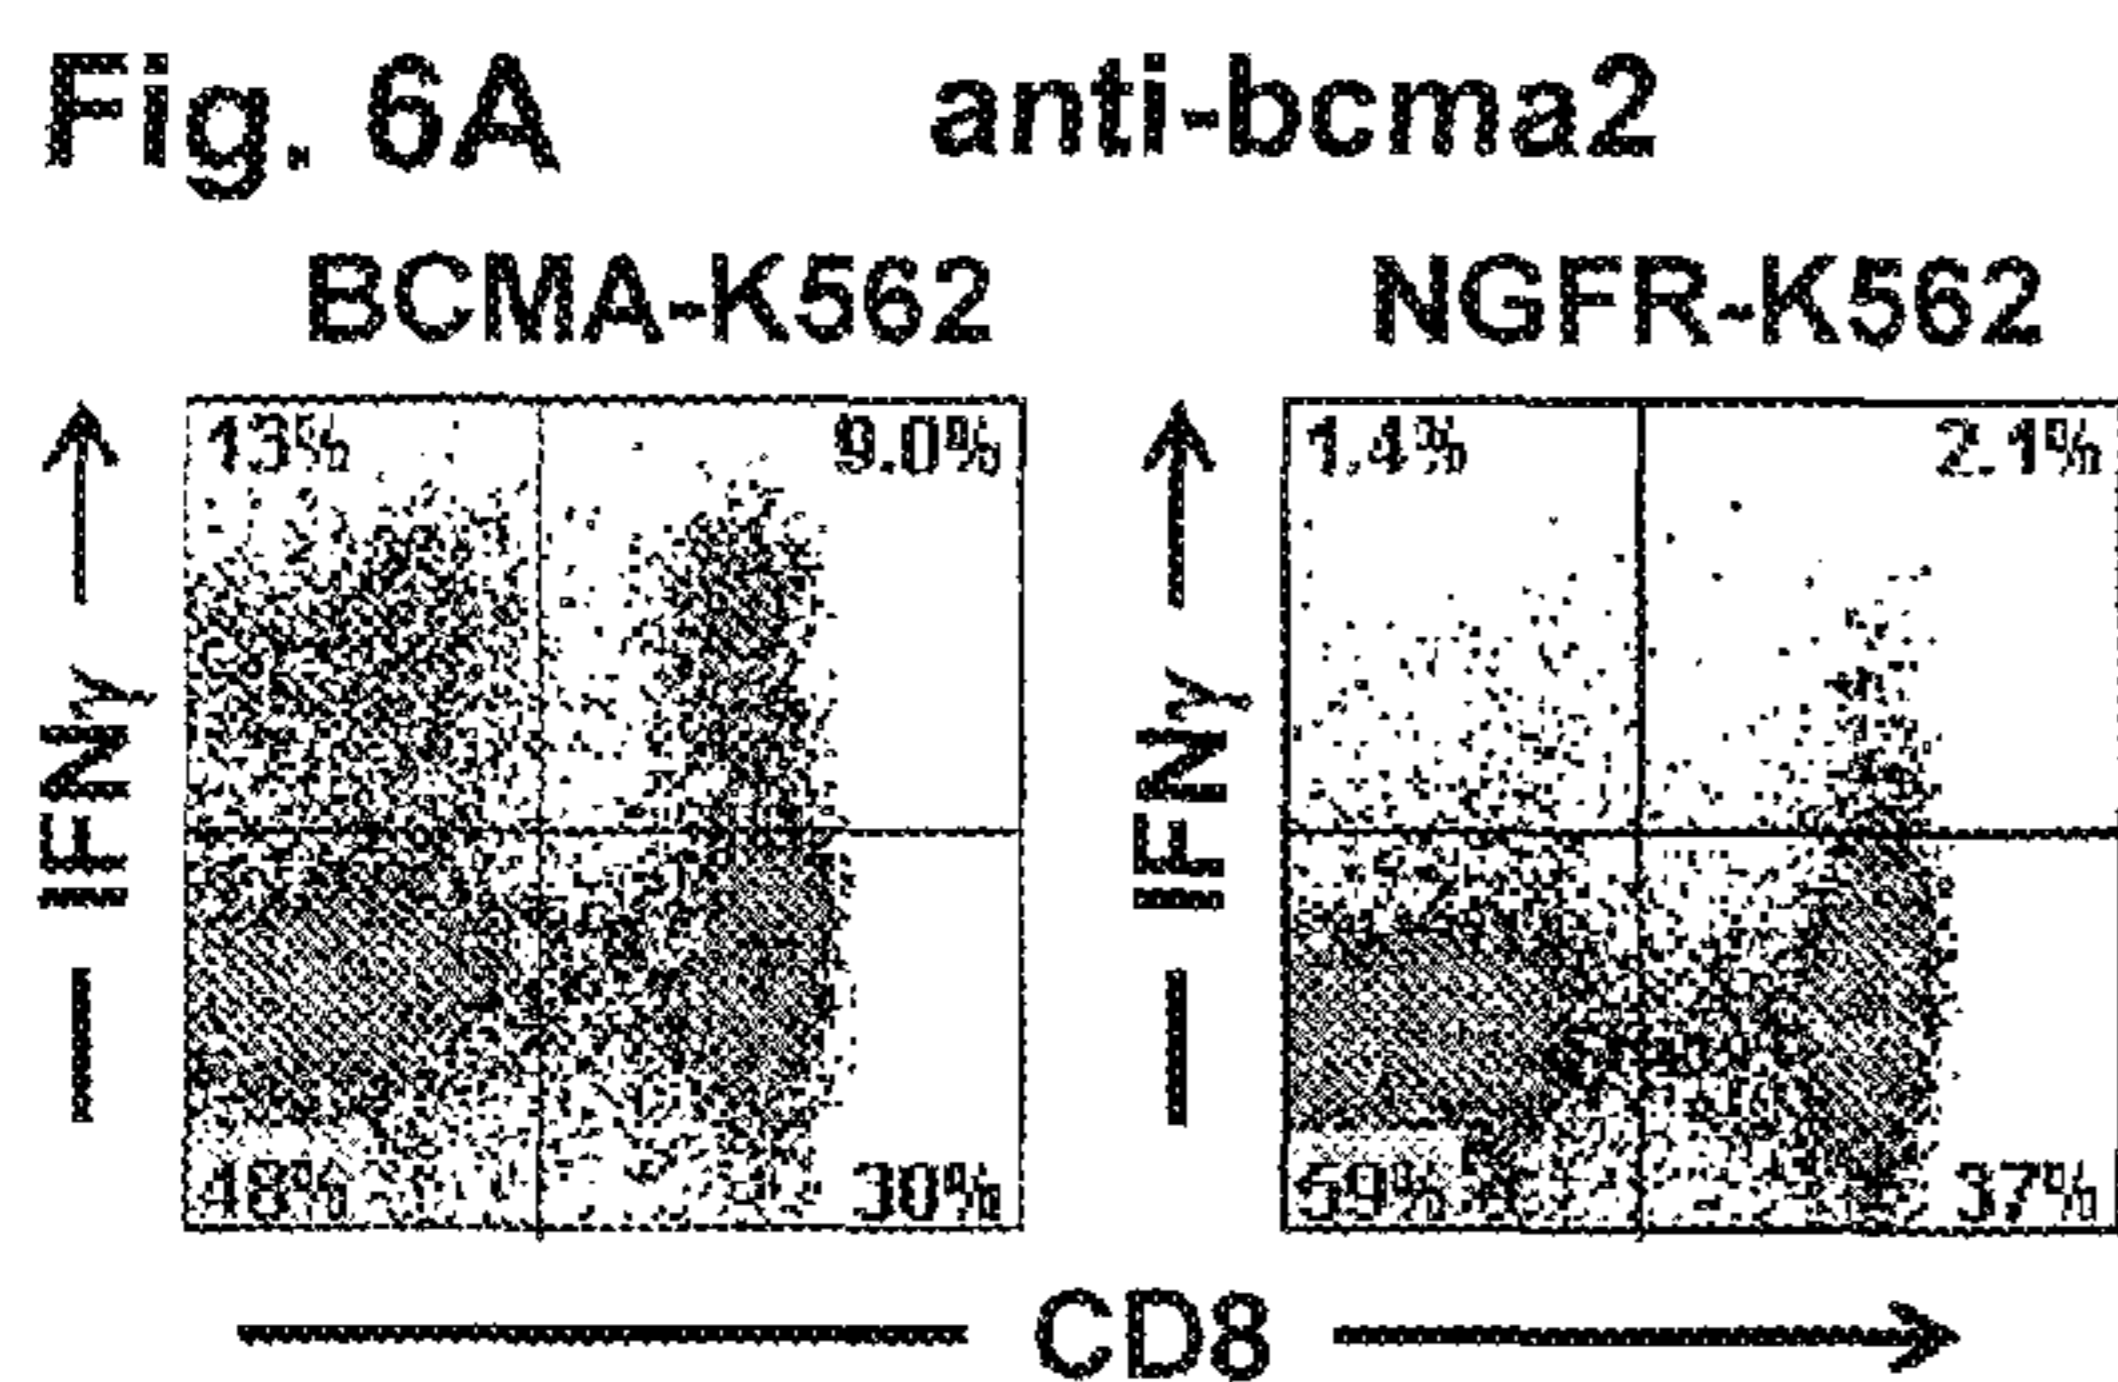 Fig. 6A anti-bcma2
BCMA-K562 NGFR-K562
13% 9.0% 1.4% 2.1%
IFNγ IFNγ
48% 30% 59% 37%
CD8